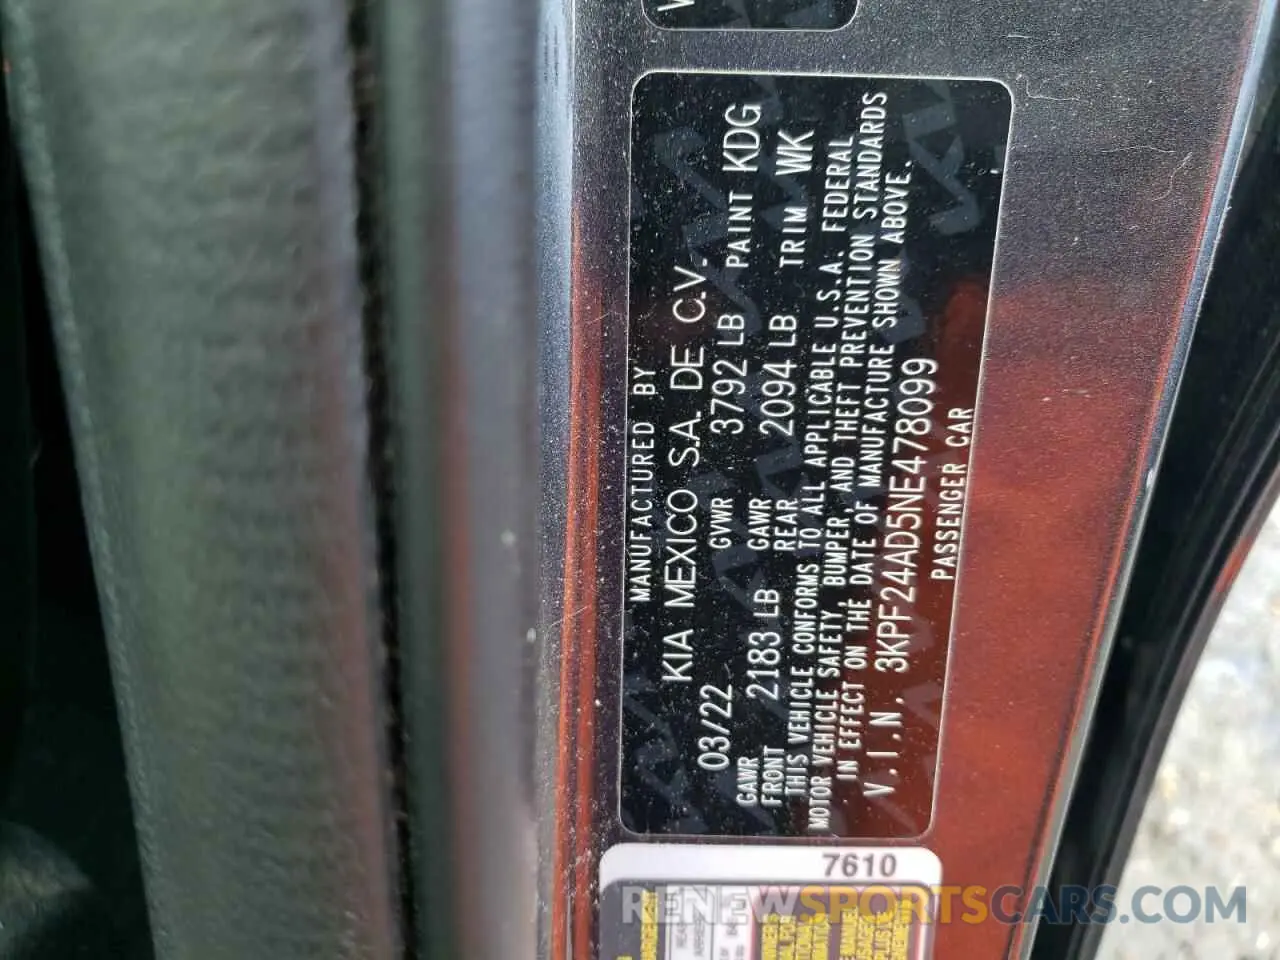 MANUFACTURED BY
KIA MEXICO S.A. DE C.V.
03/22 GVWR 3792 LB PAINT KDG
GAWR FRONT 2183 LB GAWR REAR 2094 LB TRIM WK
THIS VEHICLE CONFORMS TO ALL APPLICABLE U.S.A. FEDERAL
MOTOR VEHICLE SAFETY, BUMPER, AND THEFT PREVENTION STANDARDS
IN EFFECT ON THE DATE OF MANUFACTURE SHOWN ABOVE.
V.I.N. 3KPF24AD5NE478099
PASSENGER CAR
7610
RENEWSPORTSCARS.COM